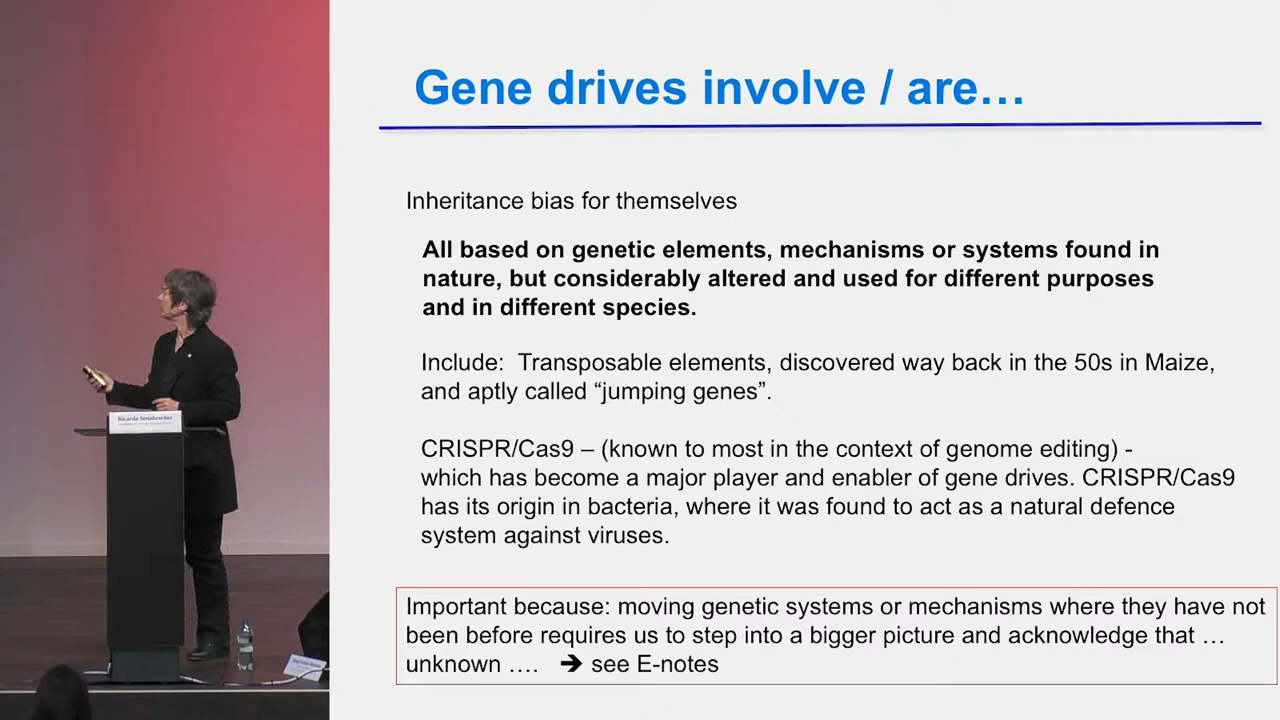 Gene drives involve / are…
Inheritance bias for themselves
All based on genetic elements, mechanisms or systems found in
nature, but considerably altered and used for different purposes
and in different species.
Include:  Transposable elements, discovered way back in the 50s in Maize,
and aptly called “jumping genes”.
CRISPR/Cas9 – (known to most in the context of genome editing) -
which has become a major player and enabler of gene drives. CRISPR/Cas9
has its origin in bacteria, where it was found to act as a natural defence
system against viruses.
Important because: moving genetic systems or mechanisms where they have not
been before requires us to step into a bigger picture and acknowledge that …
unknown ….   ➔ see E-notes
Ricarda Steinbrecher